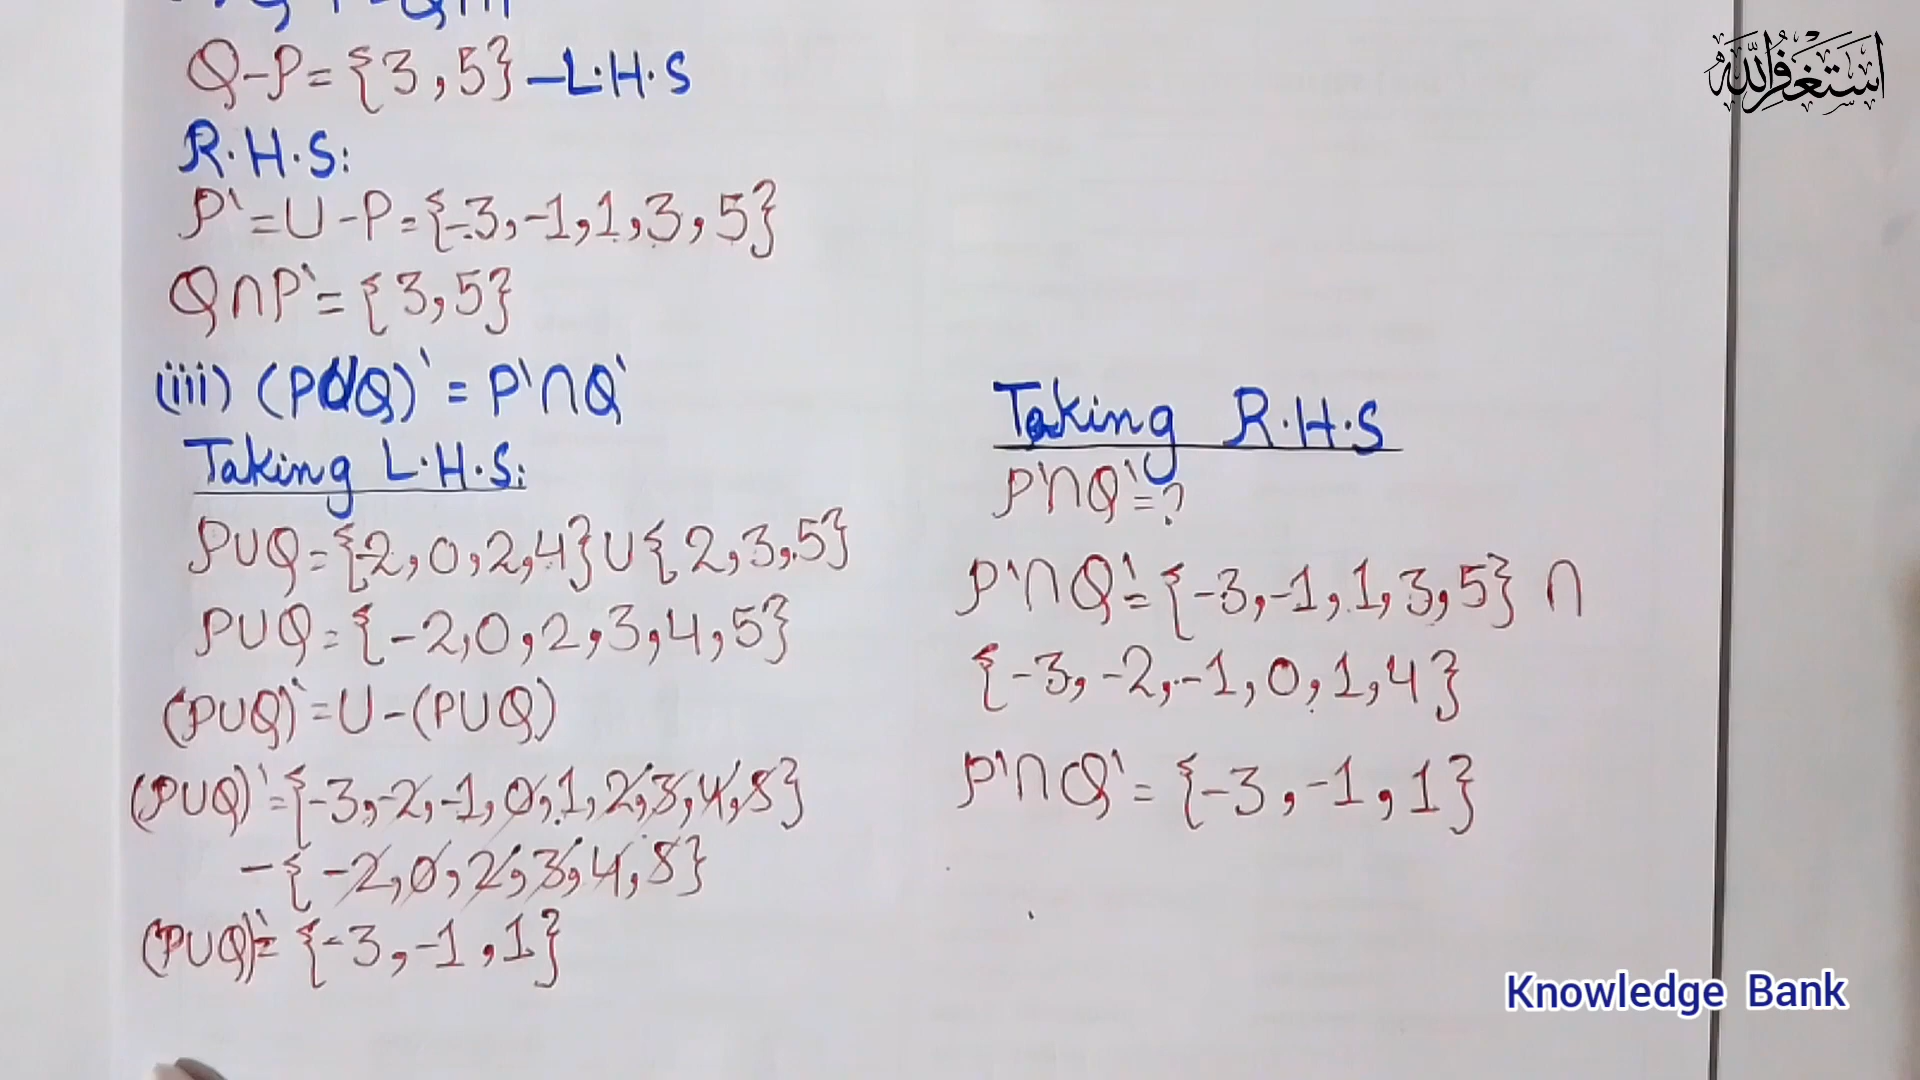 Q-P={3,5}-L.H.S
R.H.S:
P'=U-P={-3,-1,1,3,5}
Q∩P'={3,5}
(iii) (P∪Q)'=P'∩Q'
Taking L.H.S:
P∪Q={-2,0,2,4}∪{2,3,5}
P∪Q={-2,0,2,3,4,5}
(P∪Q)'=U-(P∪Q)
(P∪Q)'={-3,-2,-1,0,1,2,3,4,5}
-{-2,0,2,3,4,5}
(P∪Q)'={-3,-1,1}
Taking R.H.S
P'∩Q'=?
P'∩Q'={-3,-1,1,3,5} ∩
{-3,-2,-1,0,1,4}
P'∩Q'={-3,-1,1}
أستغفر الله
Knowledge Bank